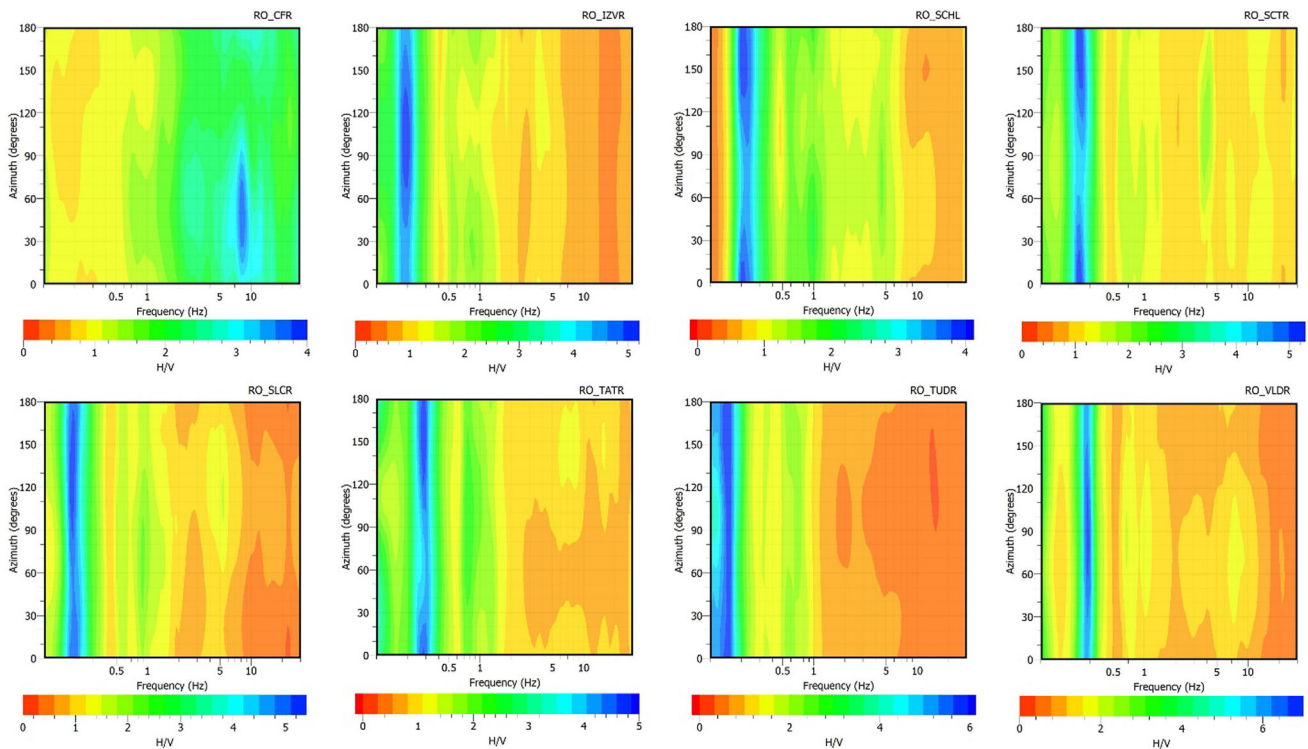 RO_CFR
Azimuth (degrees)
180
150
120
90
60
30
0
0.5 1 5 10
Frequency (Hz)
0 1 2 3 4
H/V
RO_IZVR
Azimuth (degrees)
180
150
120
90
60
30
0
0.5 1 5 10
Frequency (Hz)
0 1 2 3 4 5
H/V
RO_SCHL
Azimuth (degrees)
180
150
120
90
60
30
0
0.5 1 5 10
Frequency (Hz)
0 1 2 3 4
H/V
RO_SCTR
Azimuth (degrees)
180
150
120
90
60
30
0
0.5 1 5 10
Frequency (Hz)
0 1 2 3 4 5
H/V
RO_SLCR
Azimuth (degrees)
180
150
120
90
60
30
0
0.5 1 5 10
Frequency (Hz)
0 1 2 3 4 5
H/V
RO_TATR
Azimuth (degrees)
180
150
120
90
60
30
0
0.5 1 5 10
Frequency (Hz)
0 1 2 3 4 5
H/V
RO_TUDR
Azimuth (degrees)
180
150
120
90
60
30
0
0.5 1 5 10
Frequency (Hz)
0 2 4 6
H/V
RO_VLDR
Azimuth (degrees)
180
150
120
90
60
30
0
0.5 1 5 10
Frequency (Hz)
0 2 4 6
H/V